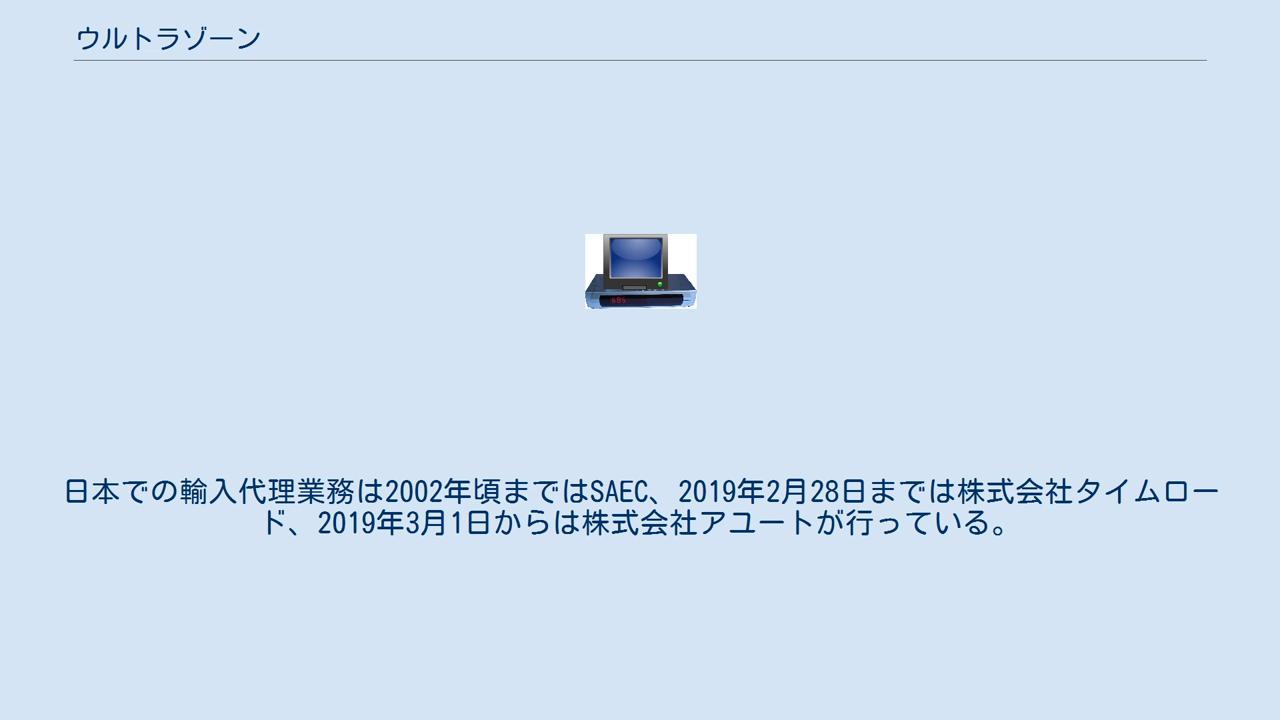 ウルトラゾーン
685
日本での輸入代理業務は2002年頃まではSAEC、2019年2月28日までは株式会社タイムロー
ド、2019年3月1日からは株式会社アユートが行っている。